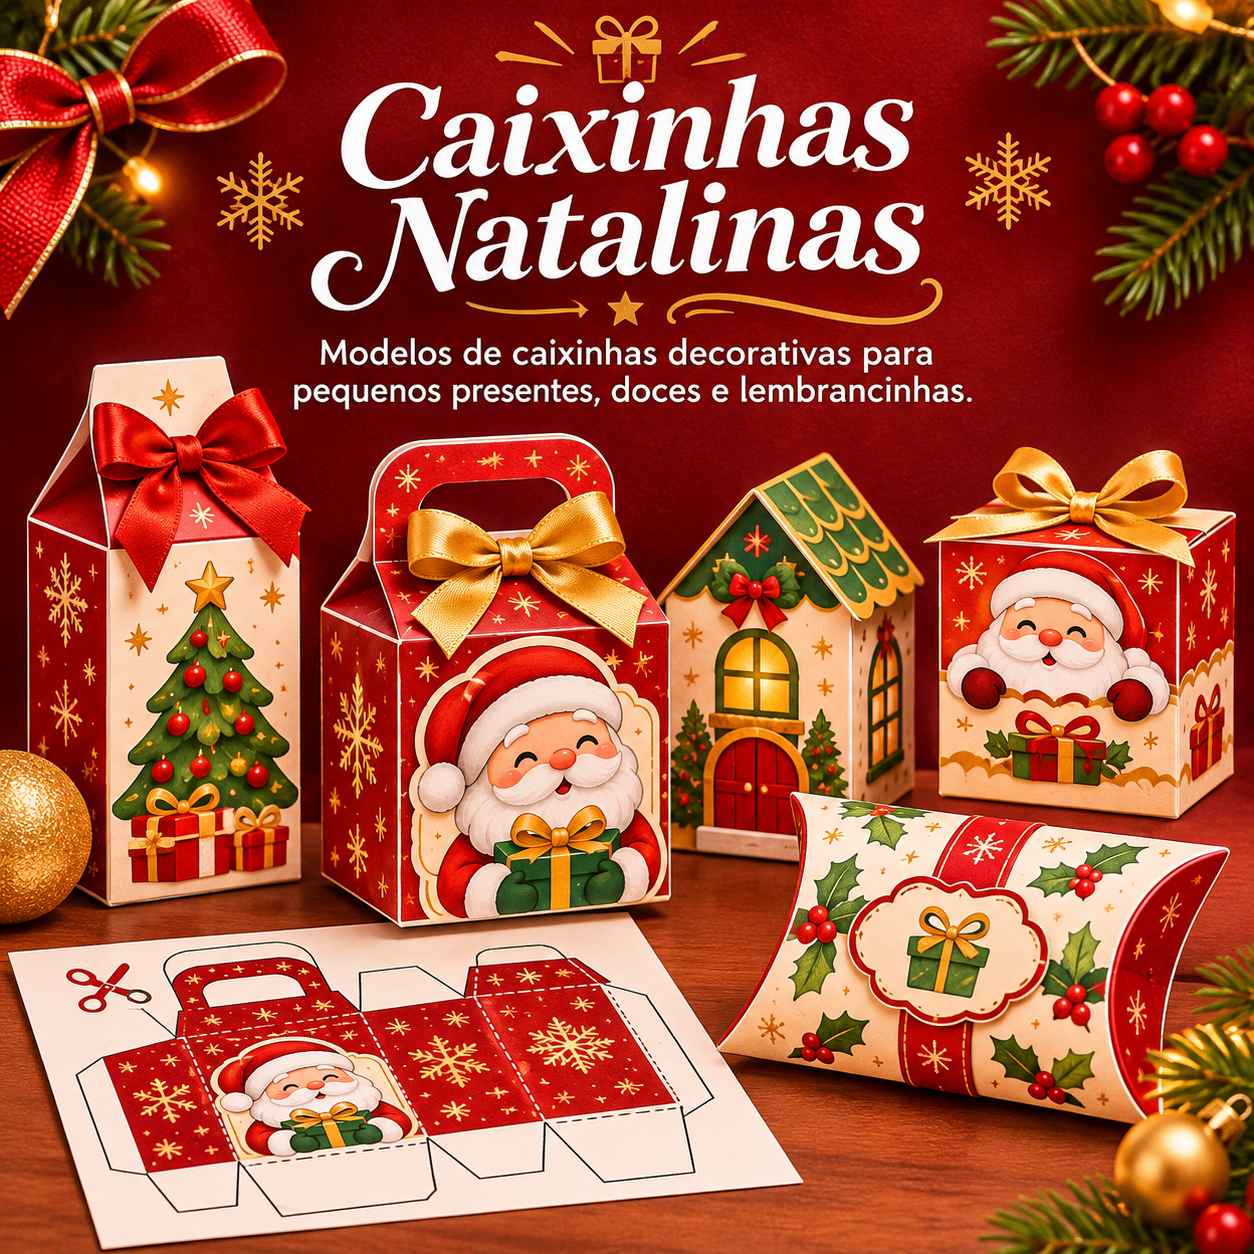 Caixinhas
Natalinas
Modelos de caixinhas decorativas para
pequenos presentes, doces e lembrancinhas.